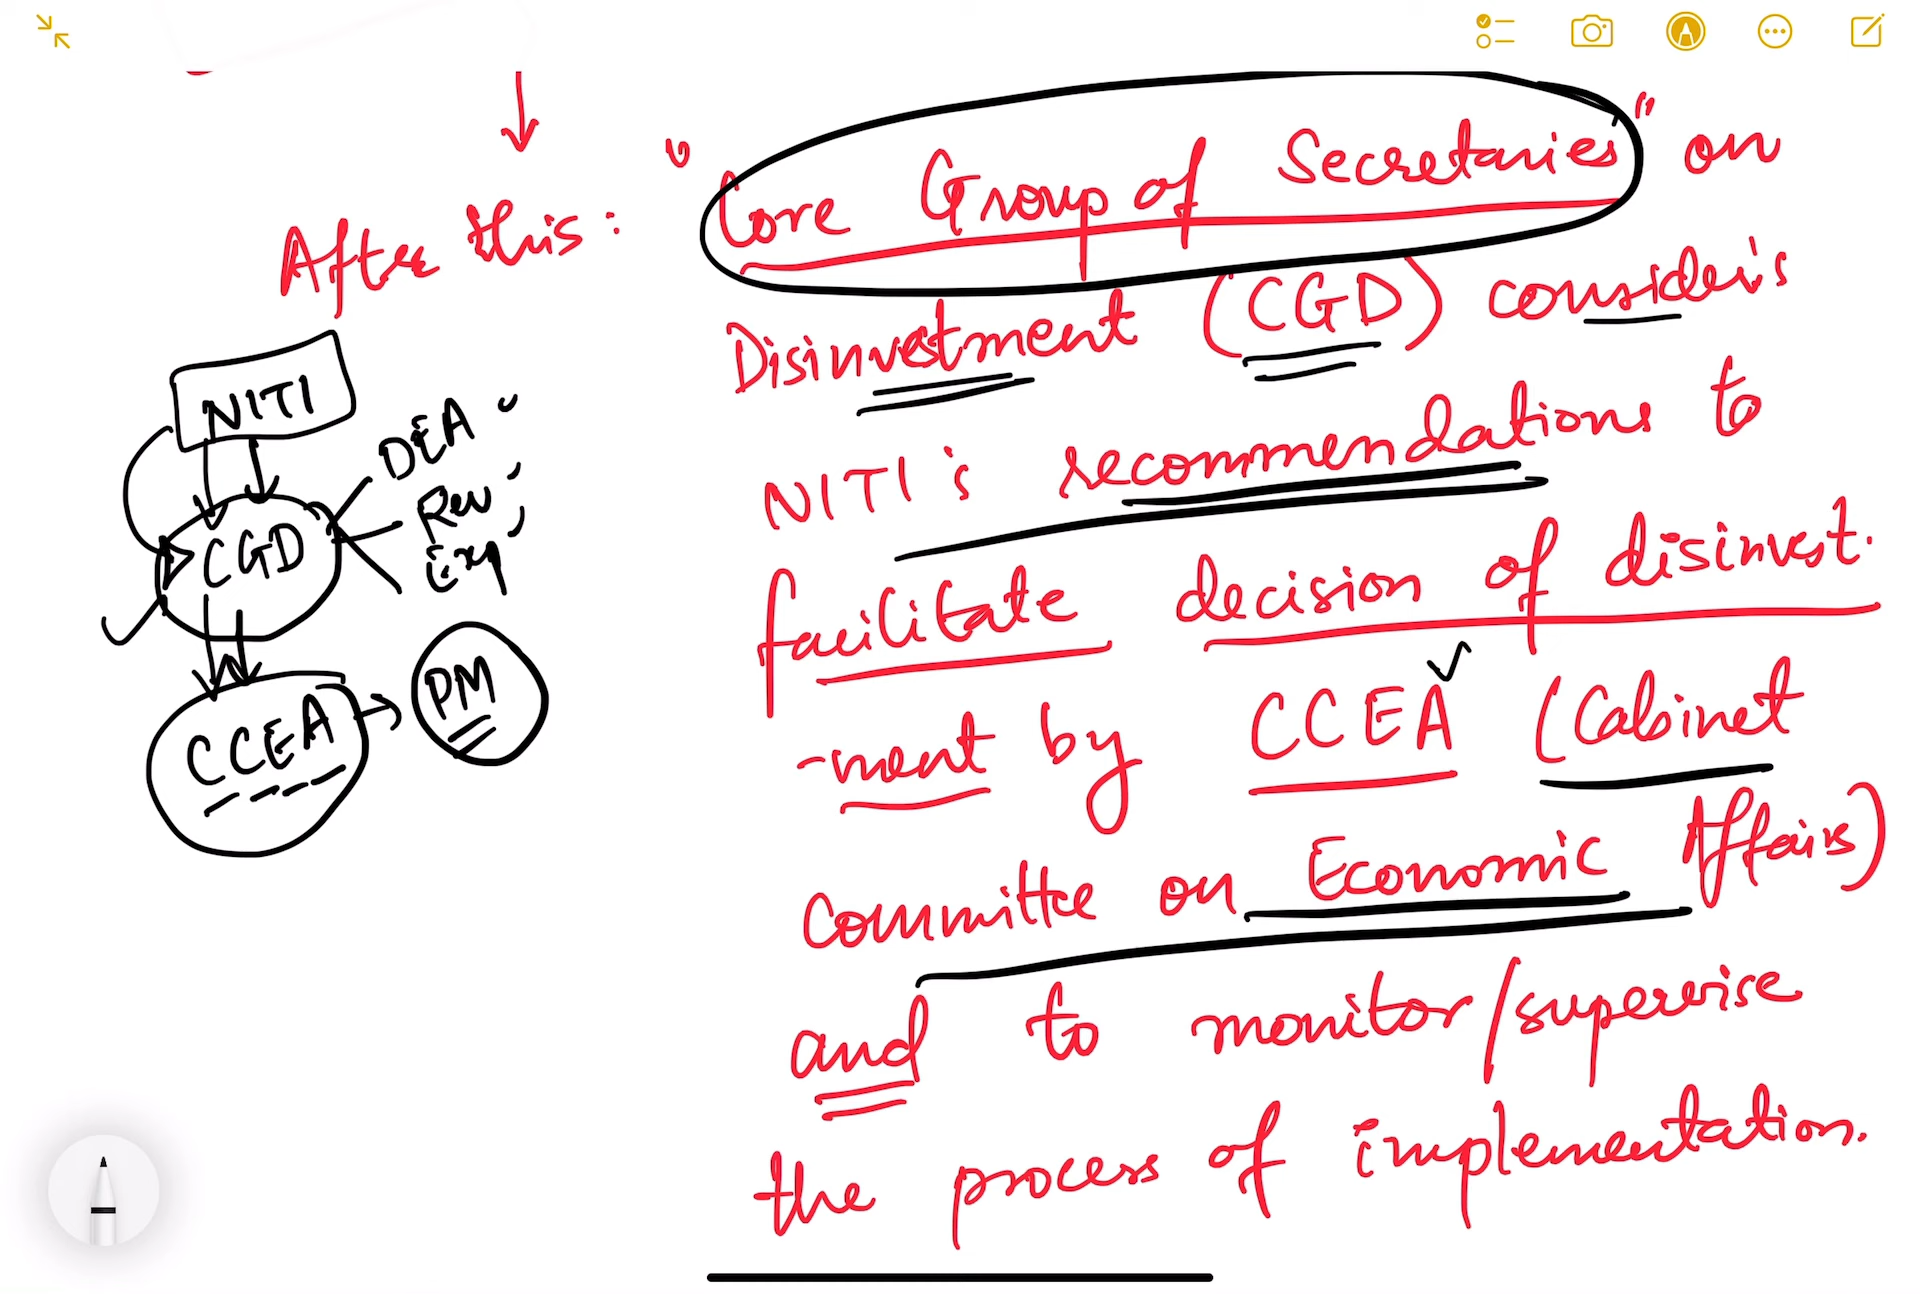 After this:
"Core Group of Secretaries" on
Disinvestment (CGD) considers
NITI's recommendations to
facilitate decision of disinvest.
-ment by CCEA (Cabinet
Committee on Economic Affairs)
and to monitor/supervise
the process of implementation.
NITI
DEA
Rev
Exp
CGD
CCEA
PM